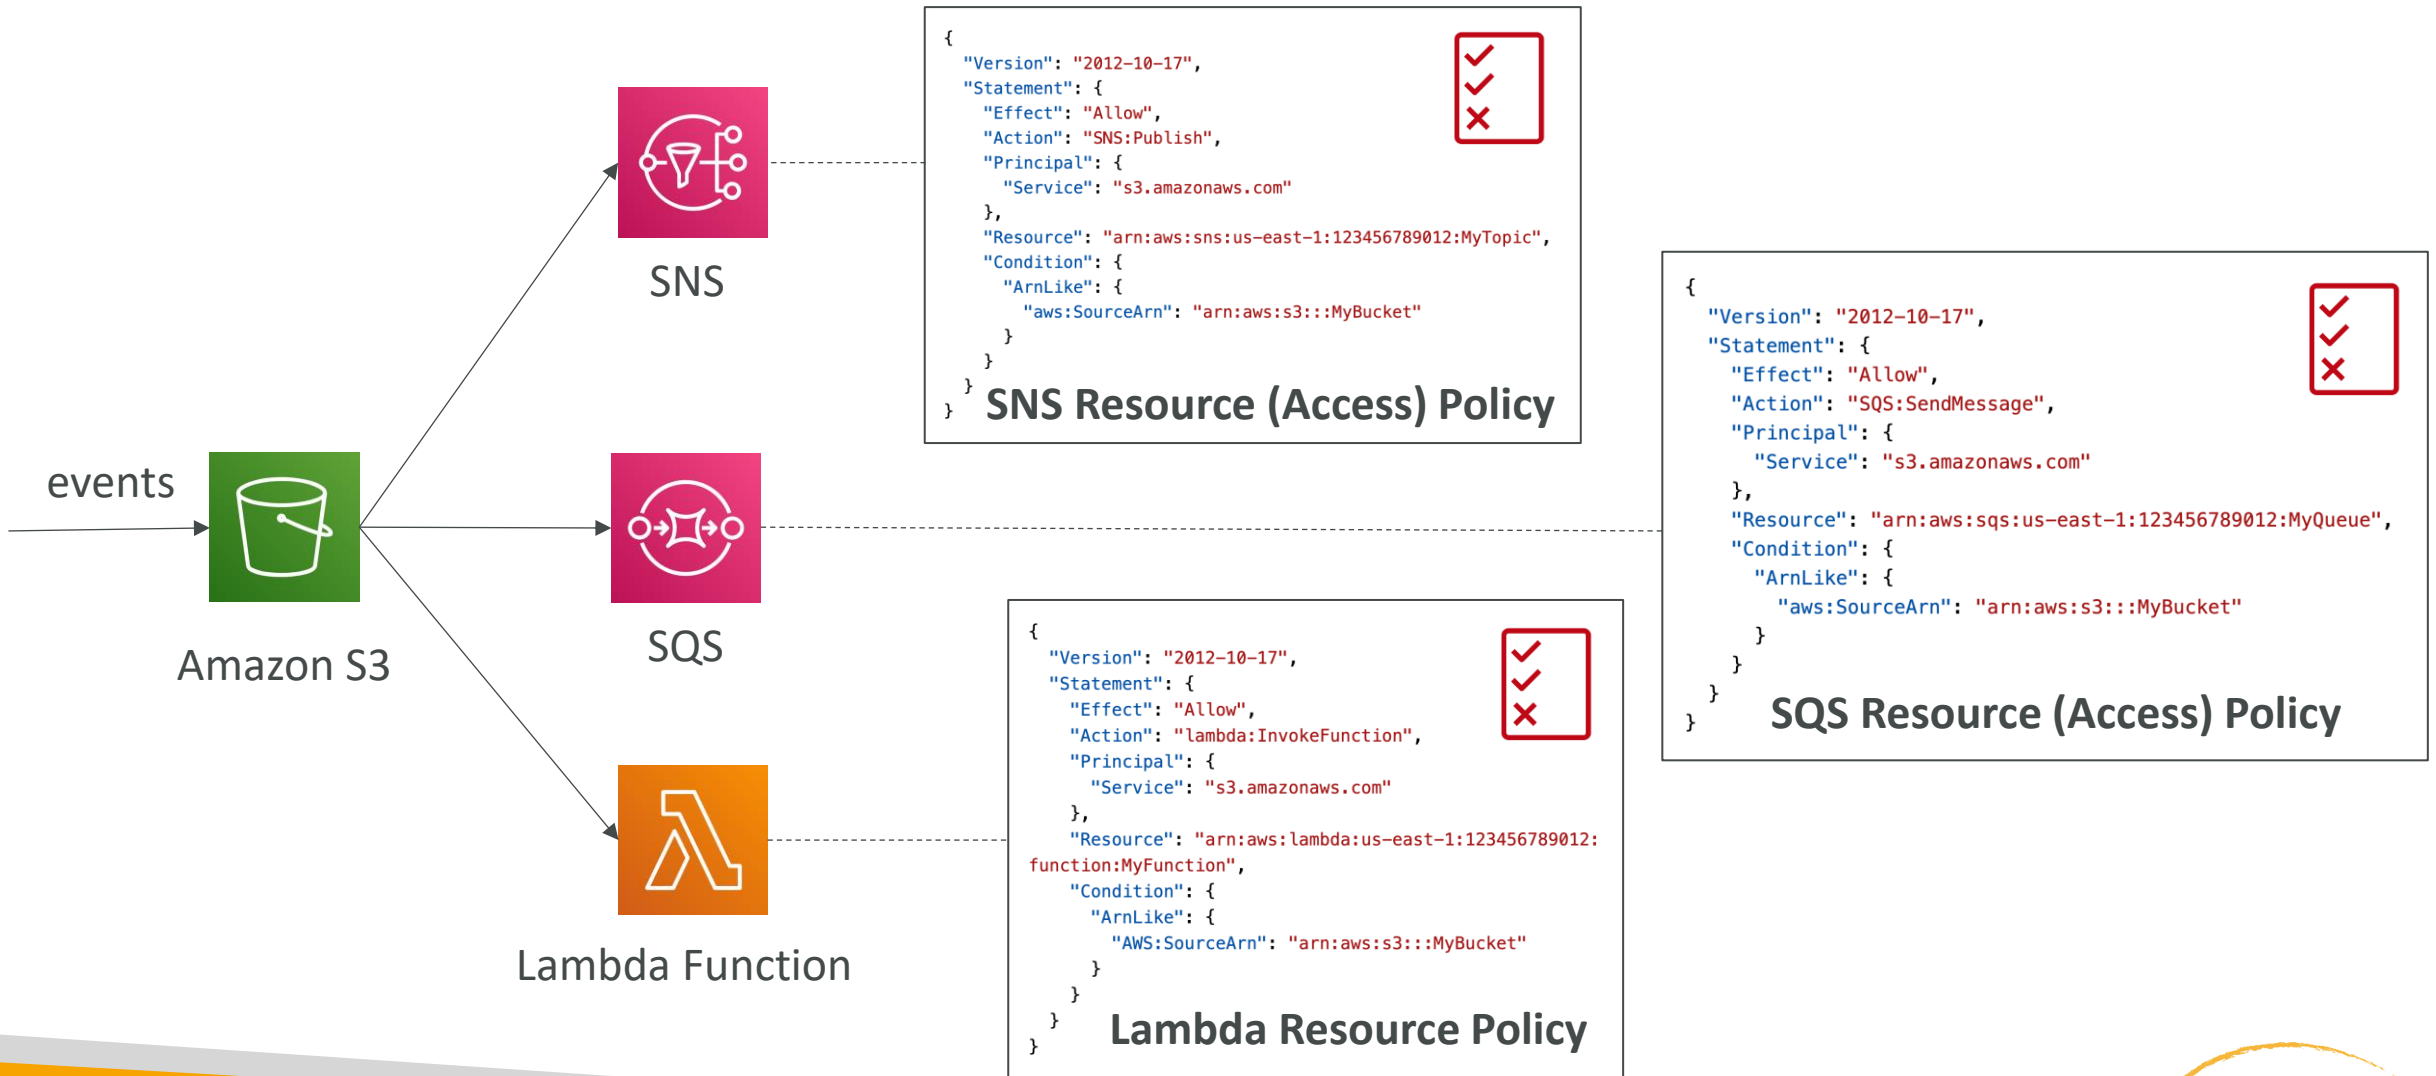 events
Amazon S3
SNS
SQS
Lambda Function
{
  "Version": "2012-10-17",
  "Statement": {
    "Effect": "Allow",
    "Action": "SNS:Publish",
    "Principal": {
      "Service": "s3.amazonaws.com"
    },
    "Resource": "arn:aws:sns:us-east-1:123456789012:MyTopic",
    "Condition": {
      "ArnLike": {
        "aws:SourceArn": "arn:aws:s3:::MyBucket"
      }
    }
  }
}
SNS Resource (Access) Policy
{
  "Version": "2012-10-17",
  "Statement": {
    "Effect": "Allow",
    "Action": "SQS:SendMessage",
    "Principal": {
      "Service": "s3.amazonaws.com"
    },
    "Resource": "arn:aws:sqs:us-east-1:123456789012:MyQueue",
    "Condition": {
      "ArnLike": {
        "aws:SourceArn": "arn:aws:s3:::MyBucket"
      }
    }
  }
}
SQS Resource (Access) Policy
{
  "Version": "2012-10-17",
  "Statement": {
    "Effect": "Allow",
    "Action": "lambda:InvokeFunction",
    "Principal": {
      "Service": "s3.amazonaws.com"
    },
    "Resource": "arn:aws:lambda:us-east-1:123456789012:
function:MyFunction",
    "Condition": {
      "ArnLike": {
        "AWS:SourceArn": "arn:aws:s3:::MyBucket"
      }
    }
  }
}
Lambda Resource Policy